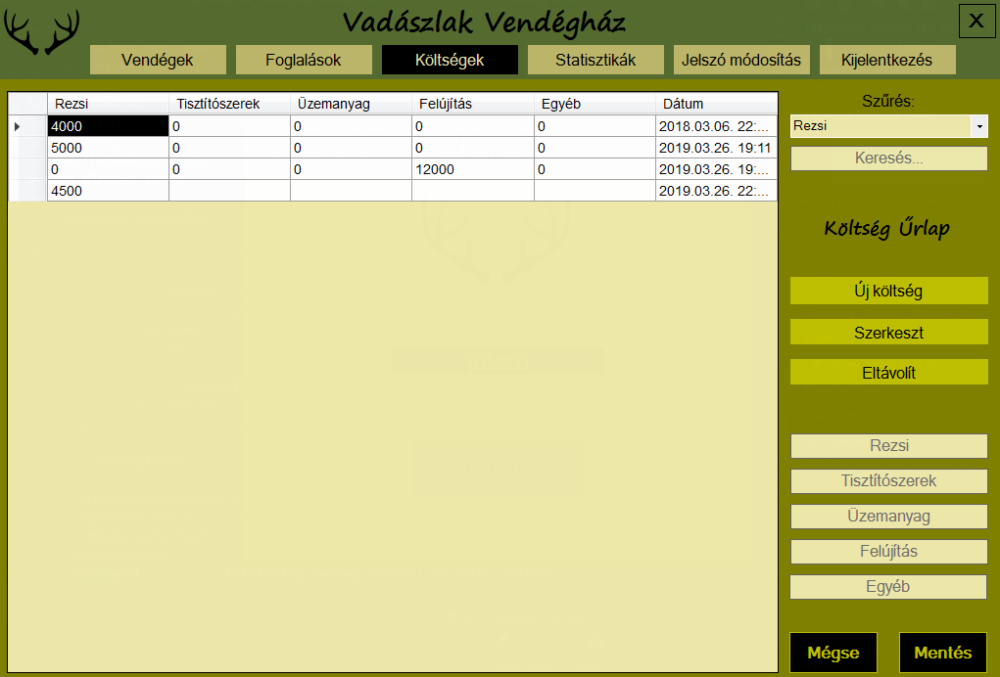 Vadászlak Vendégház
X
Vendégek Foglalások Költségek Statisztikák Jelszó módosítás Kijelentkezés
Rezsi Tisztítószerek Üzemanyag Felújítás Egyéb Dátum
4000 0 0 0 0 2018.03.06. 22:...
5000 0 0 0 0 2019.03.26. 19:11
0 0 0 12000 0 2019.03.26. 19:...
4500 2019.03.26. 22:...
Szűrés:
Rezsi
Keresés...
Költség Űrlap
Új költség
Szerkeszt
Eltávolít
Rezsi
Tisztítószerek
Üzemanyag
Felújítás
Egyéb
Mégse Mentés